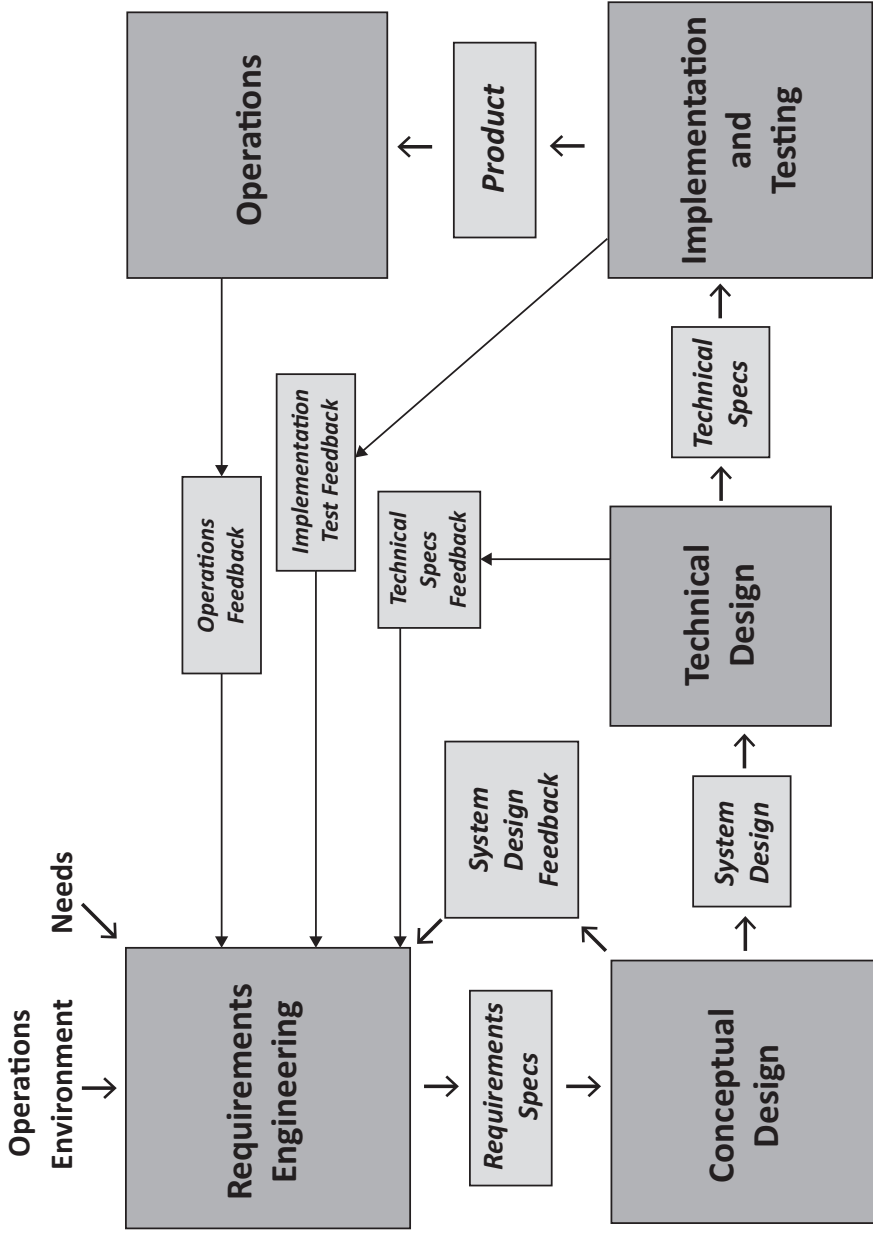 Operations
Environment
Needs
Requirements
Engineering
Operations
Feedback
Operations
Implementation
Test Feedback
Technical
Specs
Feedback
Requirements
Specs
System
Design
Feedback
Product
Conceptual
Design
System
Design
Technical
Design
Technical
Specs
Implementation
and
Testing